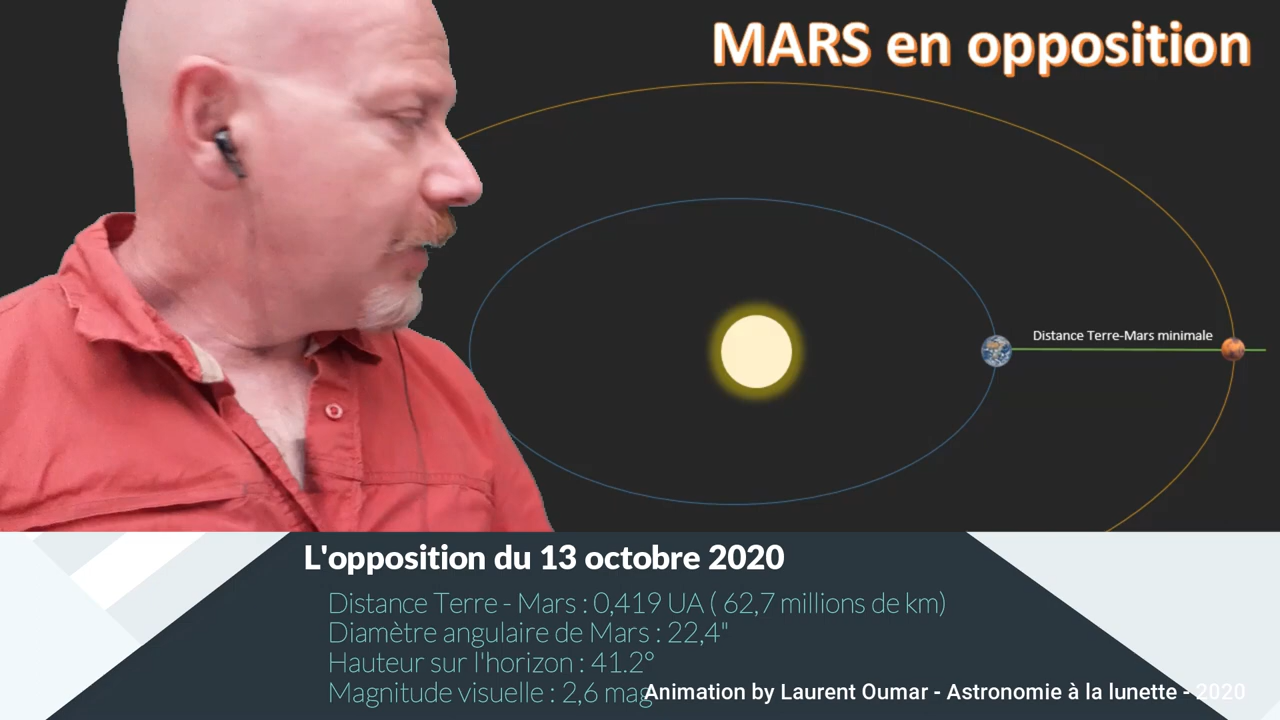 MARS en opposition
Distance Terre-Mars minimale
L'opposition du 13 octobre 2020
Distance Terre - Mars : 0,419 UA ( 62,7 millions de km)
Diamètre angulaire de Mars : 22,4"
Hauteur sur l'horizon : 41.2°
Magnitude visuelle : 2,6 mag
Animation by Laurent Oumar - Astronomie à la lunette - 2020